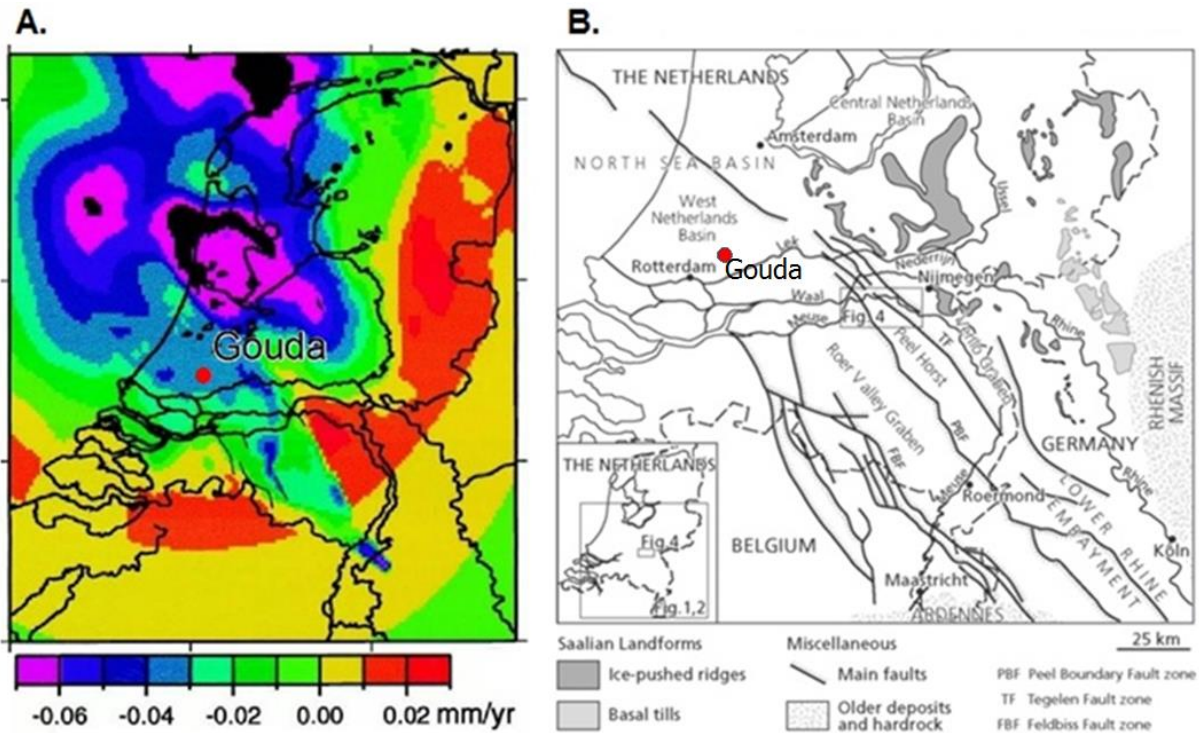 A.
Gouda
-0.06 -0.04 -0.02 0.00 0.02 mm/yr
B.
THE NETHERLANDS
Central Netherlands
Basin
Amsterdam
NORTH SEA BASIN
IJssel
West
Netherlands
Basin
Lek
Nederrijn
Rotterdam
Gouda
Nijmegen
Waal
Meuse
Fig. 4
Rhine
Peel Horst
TF
Venlo Graben
Roer Valley Graben
PBF
FBF
RHENISH
MASSIF
GERMANY
Meuse
Roermond
Rhine
LOWER RHINE
EMBAYMENT
Köln
BELGIUM
Maastricht
ARDENNES
THE NETHERLANDS
Fig.4
Fig.1,2
25 km
Saalian Landforms
Ice-pushed ridges
Basal tills
Miscellaneous
Main faults
Older deposits
and hardrock
PBF Peel Boundary Fault zone
TF Tegelen Fault zone
FBF Feldbiss Fault zone